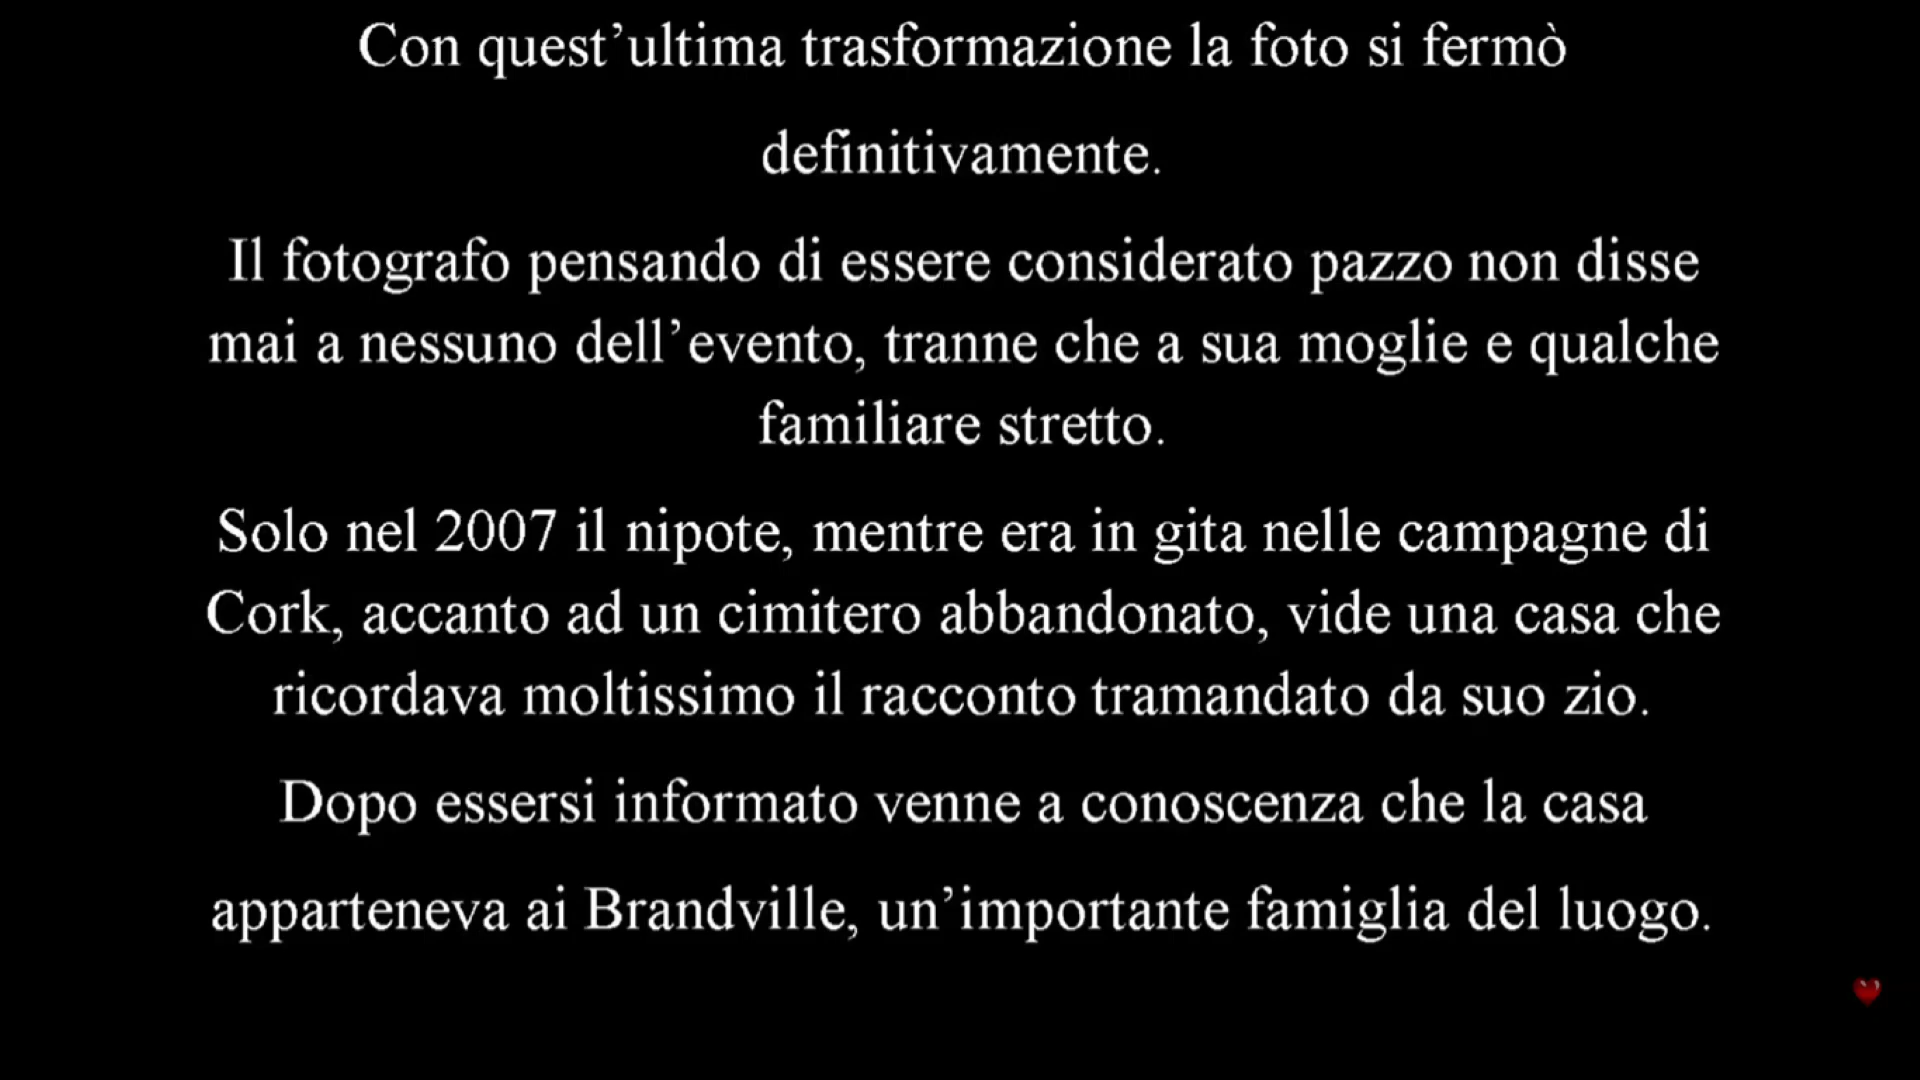 Con quest’ultima trasformazione la foto si fermò
definitivamente.
Il fotografo pensando di essere considerato pazzo non disse
mai a nessuno dell’evento, tranne che a sua moglie e qualche
familiare stretto.
Solo nel 2007 il nipote, mentre era in gita nelle campagne di
Cork, accanto ad un cimitero abbandonato, vide una casa che
ricordava moltissimo il racconto tramandato da suo zio.
Dopo essersi informato venne a conoscenza che la casa
apparteneva ai Brandville, un’importante famiglia del luogo.